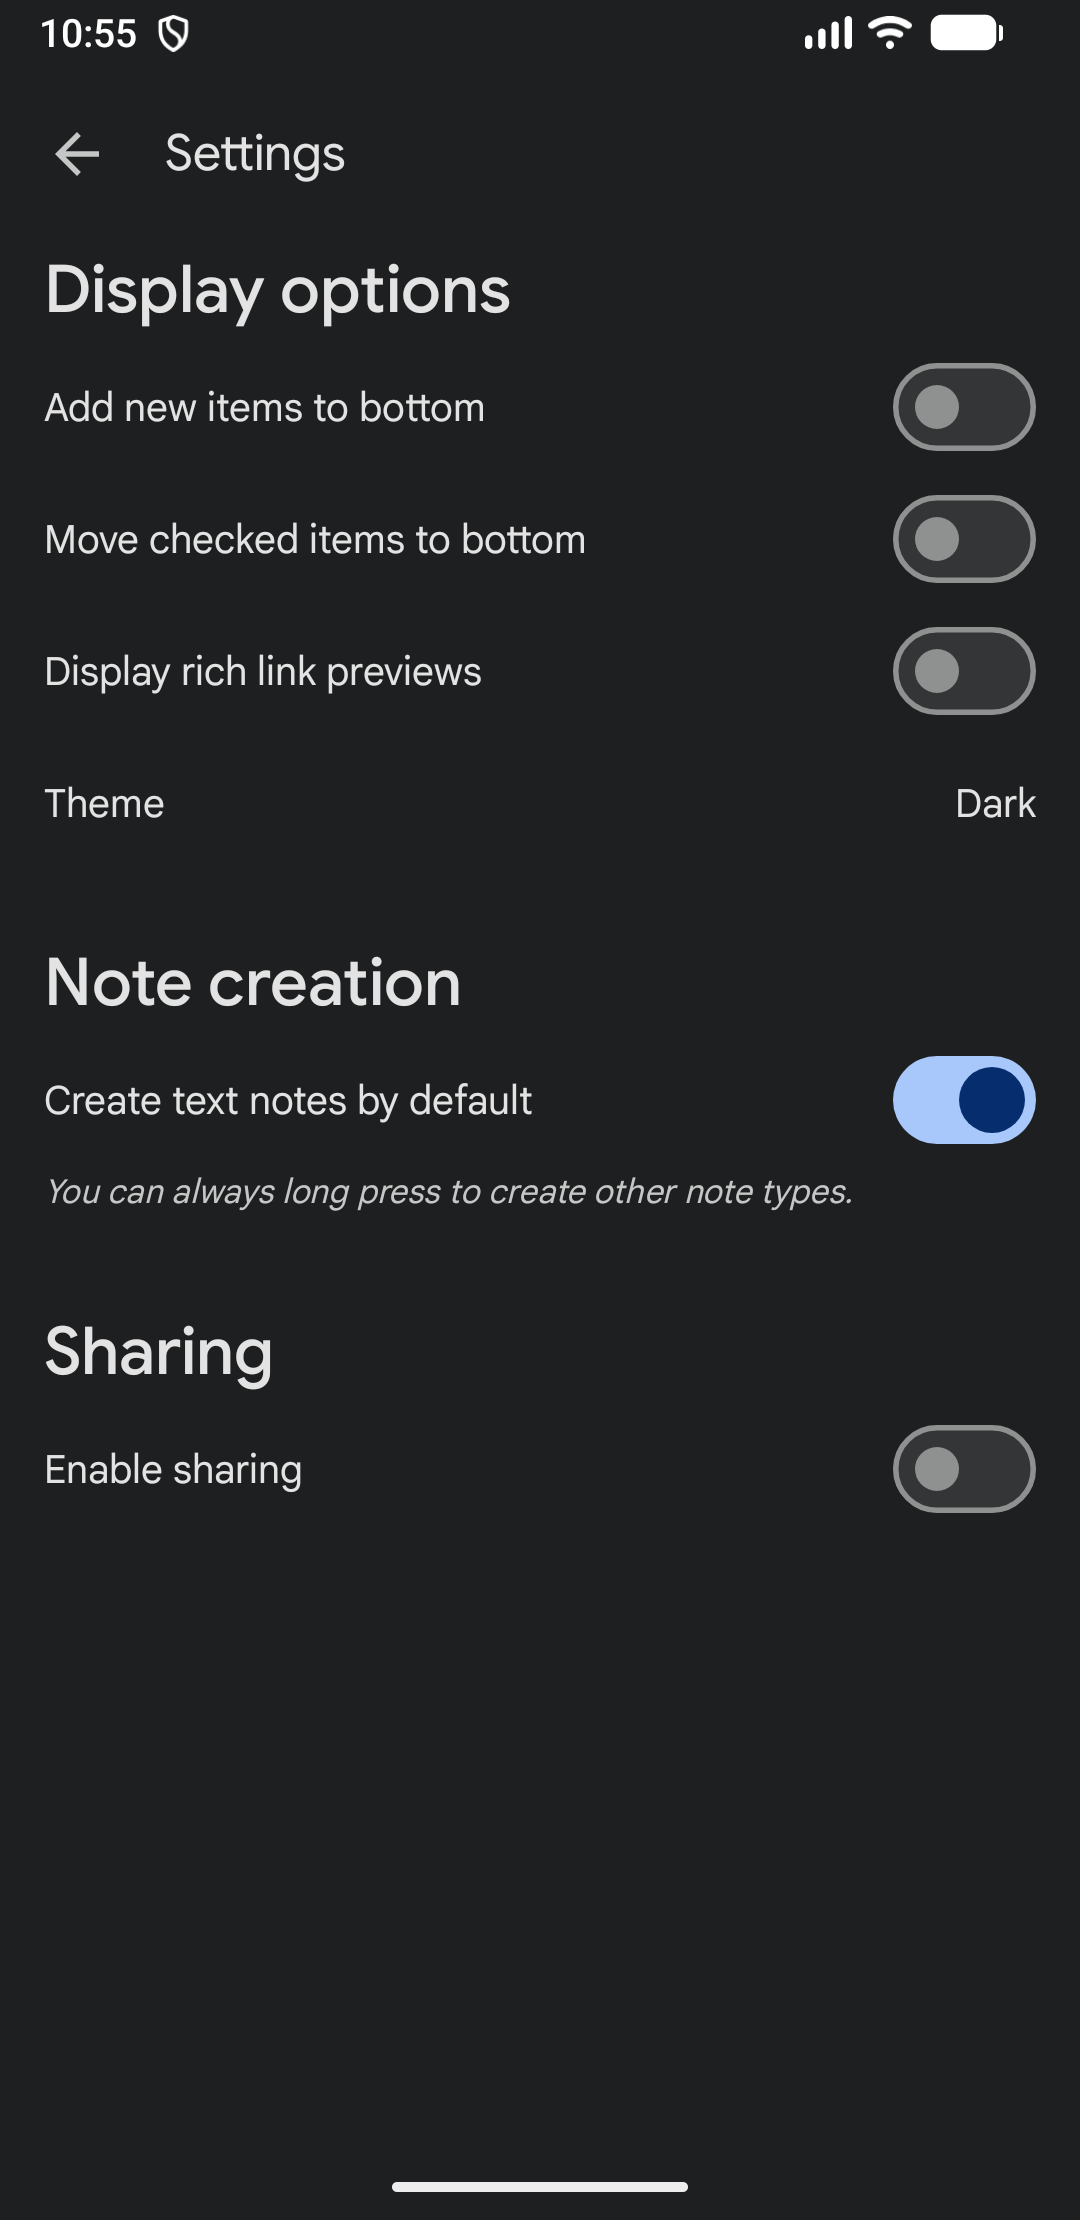 10:55
Settings
Display options
Add new items to bottom
Move checked items to bottom
Display rich link previews
Theme Dark
Note creation
Create text notes by default
You can always long press to create other note types.
Sharing
Enable sharing